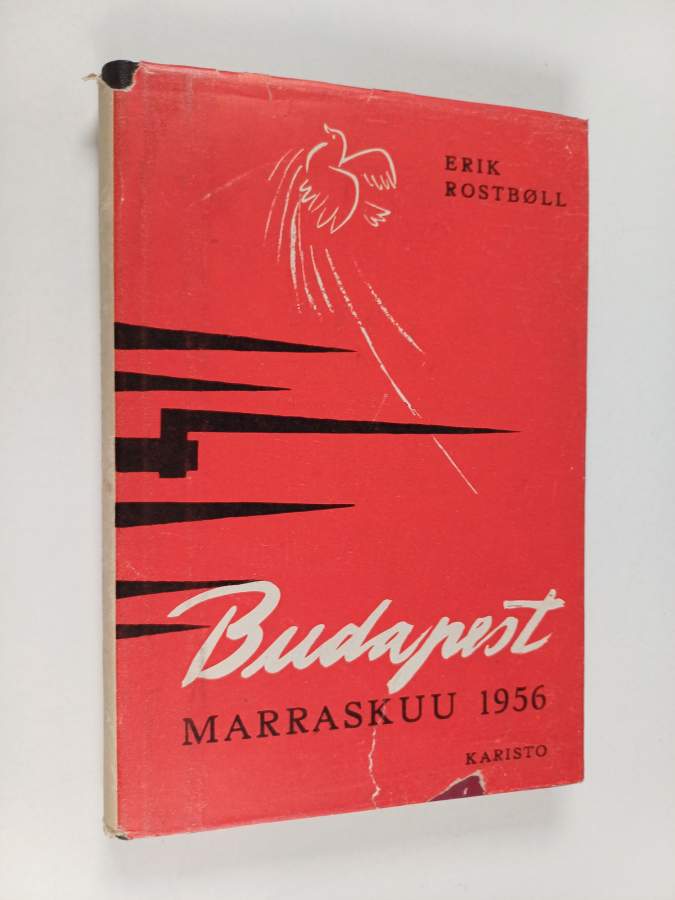 ERIK
ROSTBØLL
Budapest
MARRASKUU 1956
KARISTO